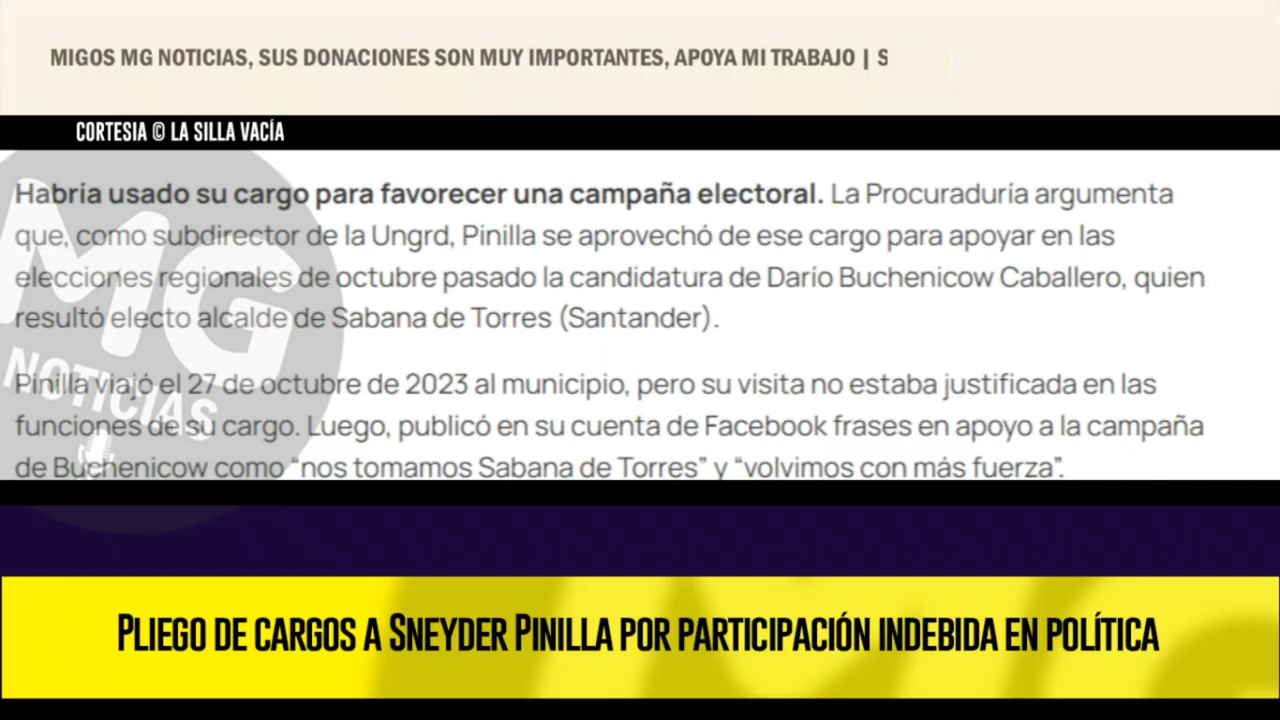 MIGOS MG NOTICIAS, SUS DONACIONES SON MUY IMPORTANTES, APOYA MI TRABAJO | S
CORTESIA © LA SILLA VACÍA
Habría usado su cargo para favorecer una campaña electoral. La Procuraduría argumenta
que, como subdirector de la Ungrd, Pinilla se aprovechó de ese cargo para apoyar en las
elecciones regionales de octubre pasado la candidatura de Darío Buchenicow Caballero, quien
resultó electo alcalde de Sabana de Torres (Santander).
Pinilla viajó el 27 de octubre de 2023 al municipio, pero su visita no estaba justificada en las
funciones de su cargo. Luego, publicó en su cuenta de Facebook frases en apoyo a la campaña
de Buchenicow como “nos tomamos Sabana de Torres” y “volvimos con más fuerza”.
MG
NOTICIAS
PLIEGO DE CARGOS A SNEYDER PINILLA POR PARTICIPACIÓN INDEBIDA EN POLÍTICA